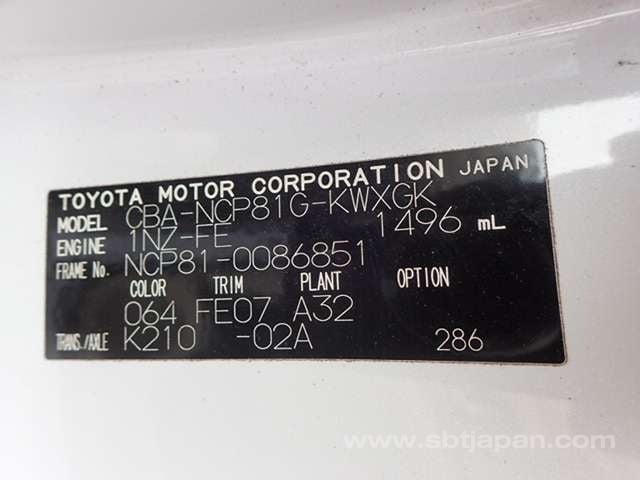 TOYOTA MOTOR CORPORATION JAPAN
MODEL CBA-NCP81G-KWXGK
ENGINE 1NZ-FE 1496 mL
FRAME No. NCP81-0086851
COLOR TRIM PLANT OPTION
064 FE07 A32
TRANS./AXLE K210 -02A 286
www.sbtjapan.com